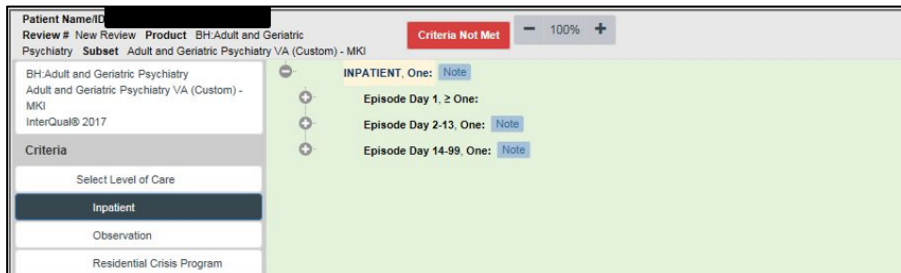 Patient Name/ID
Review # New Review Product BH:Adult and Geriatric
Psychiatry Subset Adult and Geriatric Psychiatry VA (Custom) - MKI
Criteria Not Met
− 100% +
BH:Adult and Geriatric Psychiatry
Adult and Geriatric Psychiatry VA (Custom) -
MKI
InterQual® 2017
Criteria
Select Level of Care
Inpatient
Observation
Residential Crisis Program
INPATIENT, One: Note
Episode Day 1, ≥ One:
Episode Day 2-13, One: Note
Episode Day 14-99, One: Note